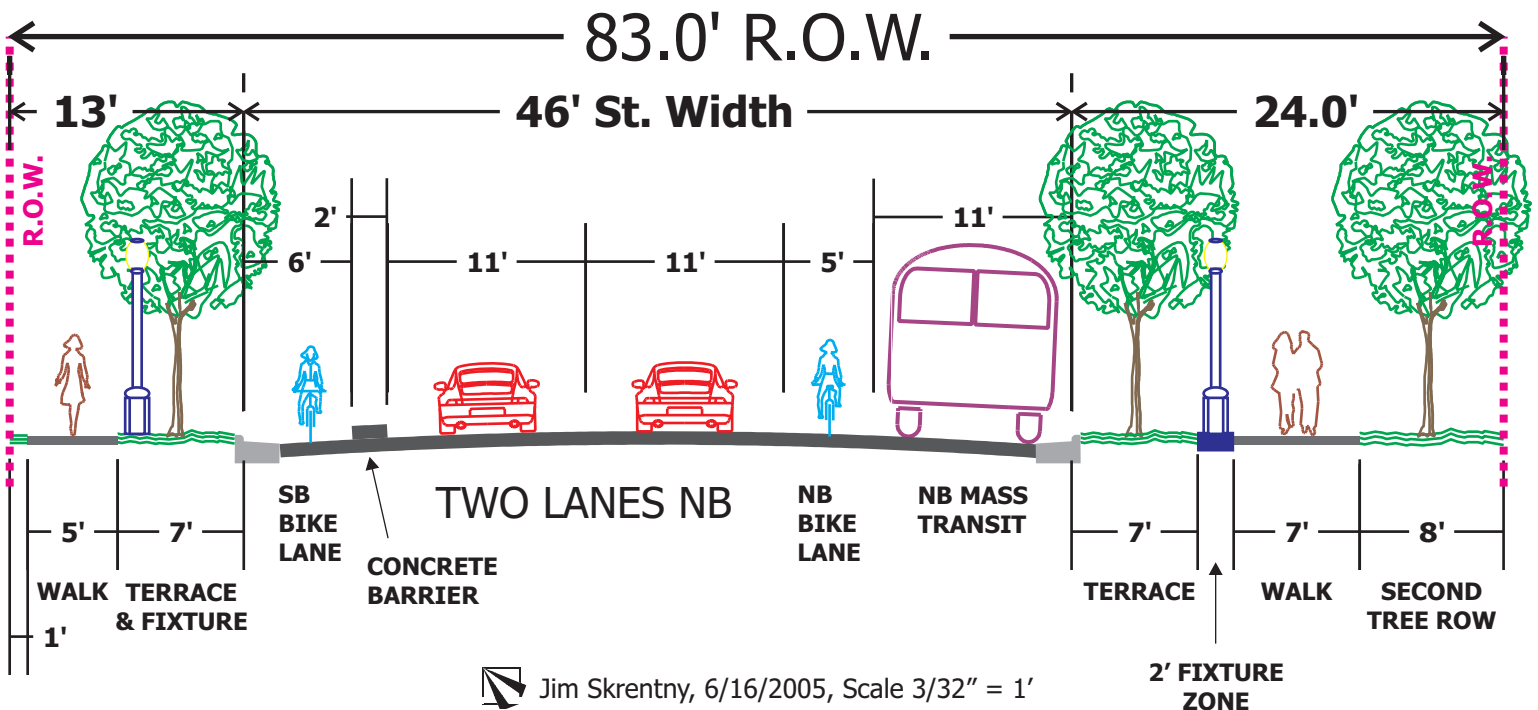 83.0' R.O.W.
13'
46' St. Width
24.0'
R.O.W.
R.O.W.
2'
11'
6'
11'
11'
5'
SB
BIKE
LANE
TWO LANES NB
NB
BIKE
LANE
NB MASS
TRANSIT
5'
7'
7'
7'
8'
CONCRETE
BARRIER
WALK
TERRACE
& FIXTURE
TERRACE
WALK
SECOND
TREE ROW
1'
2' FIXTURE
ZONE
Jim Skrentny, 6/16/2005, Scale 3/32" = 1'